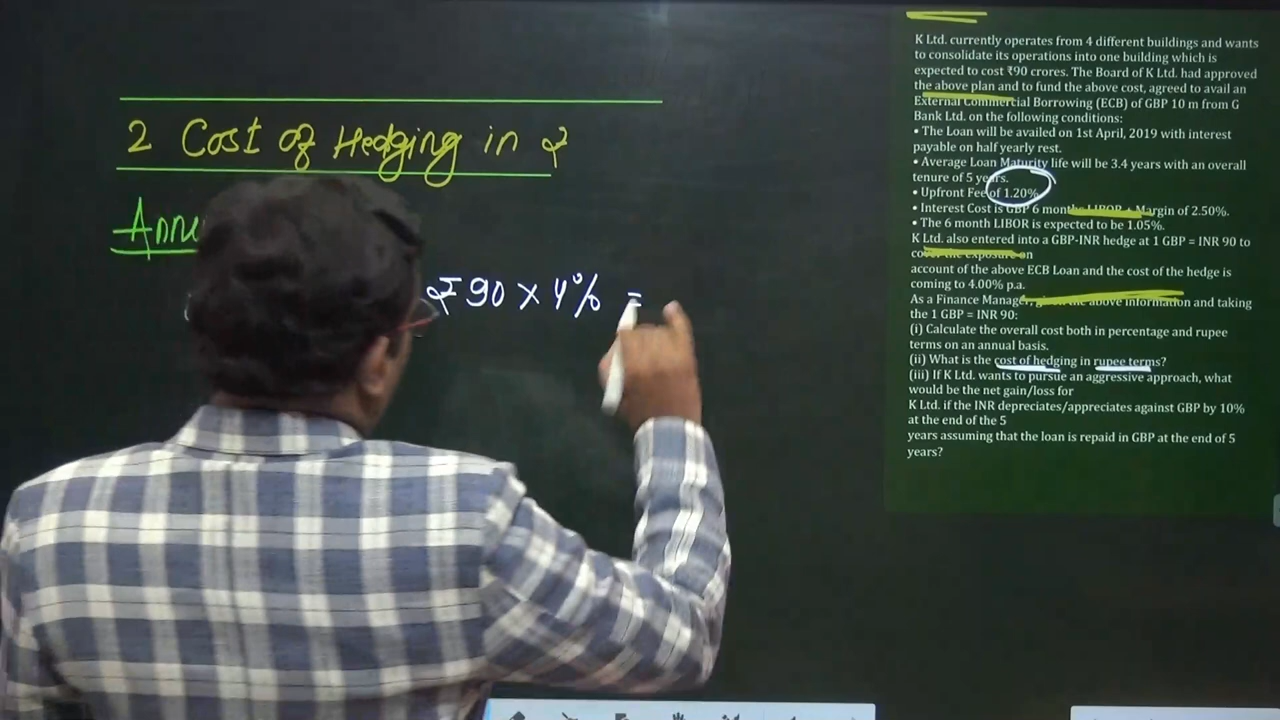 2 Cost of Hedging in ₹
₹ 90 × 4% =
K Ltd. currently operates from 4 different buildings and wants
to consolidate its operations into one building which is
expected to cost ₹90 crores. The Board of K Ltd. had approved
the above plan and to fund the above cost, agreed to avail an
External Commercial Borrowing (ECB) of GBP 10 m from G
Bank Ltd. on the following conditions:
• The Loan will be availed on 1st April, 2019 with interest
payable on half yearly rest.
• Average Loan Maturity life will be 3.4 years with an overall
tenure of 5 years.
• Upfront Fee of 1.20%.
• Interest Cost is GBP 6 months LIBOR + Margin of 2.50%.
• The 6 month LIBOR is expected to be 1.05%.
K Ltd. also entered into a GBP-INR hedge at 1 GBP = INR 90 to
cover the exposure on
account of the above ECB Loan and the cost of the hedge is
coming to 4.00% p.a.
As a Finance Manager, given the above information and taking
the 1 GBP = INR 90:
(i) Calculate the overall cost both in percentage and rupee
terms on an annual basis.
(ii) What is the cost of hedging in rupee terms?
(iii) If K Ltd. wants to pursue an aggressive approach, what
would be the net gain/loss for
K Ltd. if the INR depreciates/appreciates against GBP by 10%
at the end of the 5
years assuming that the loan is repaid in GBP at the end of 5
years?